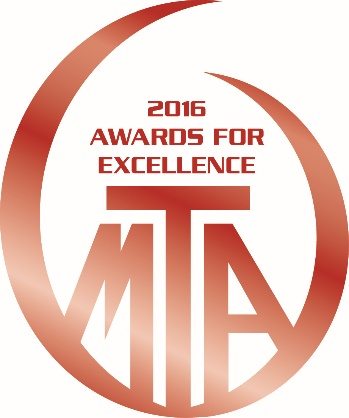 2016
AWARDS FOR
EXCELLENCE
MTA